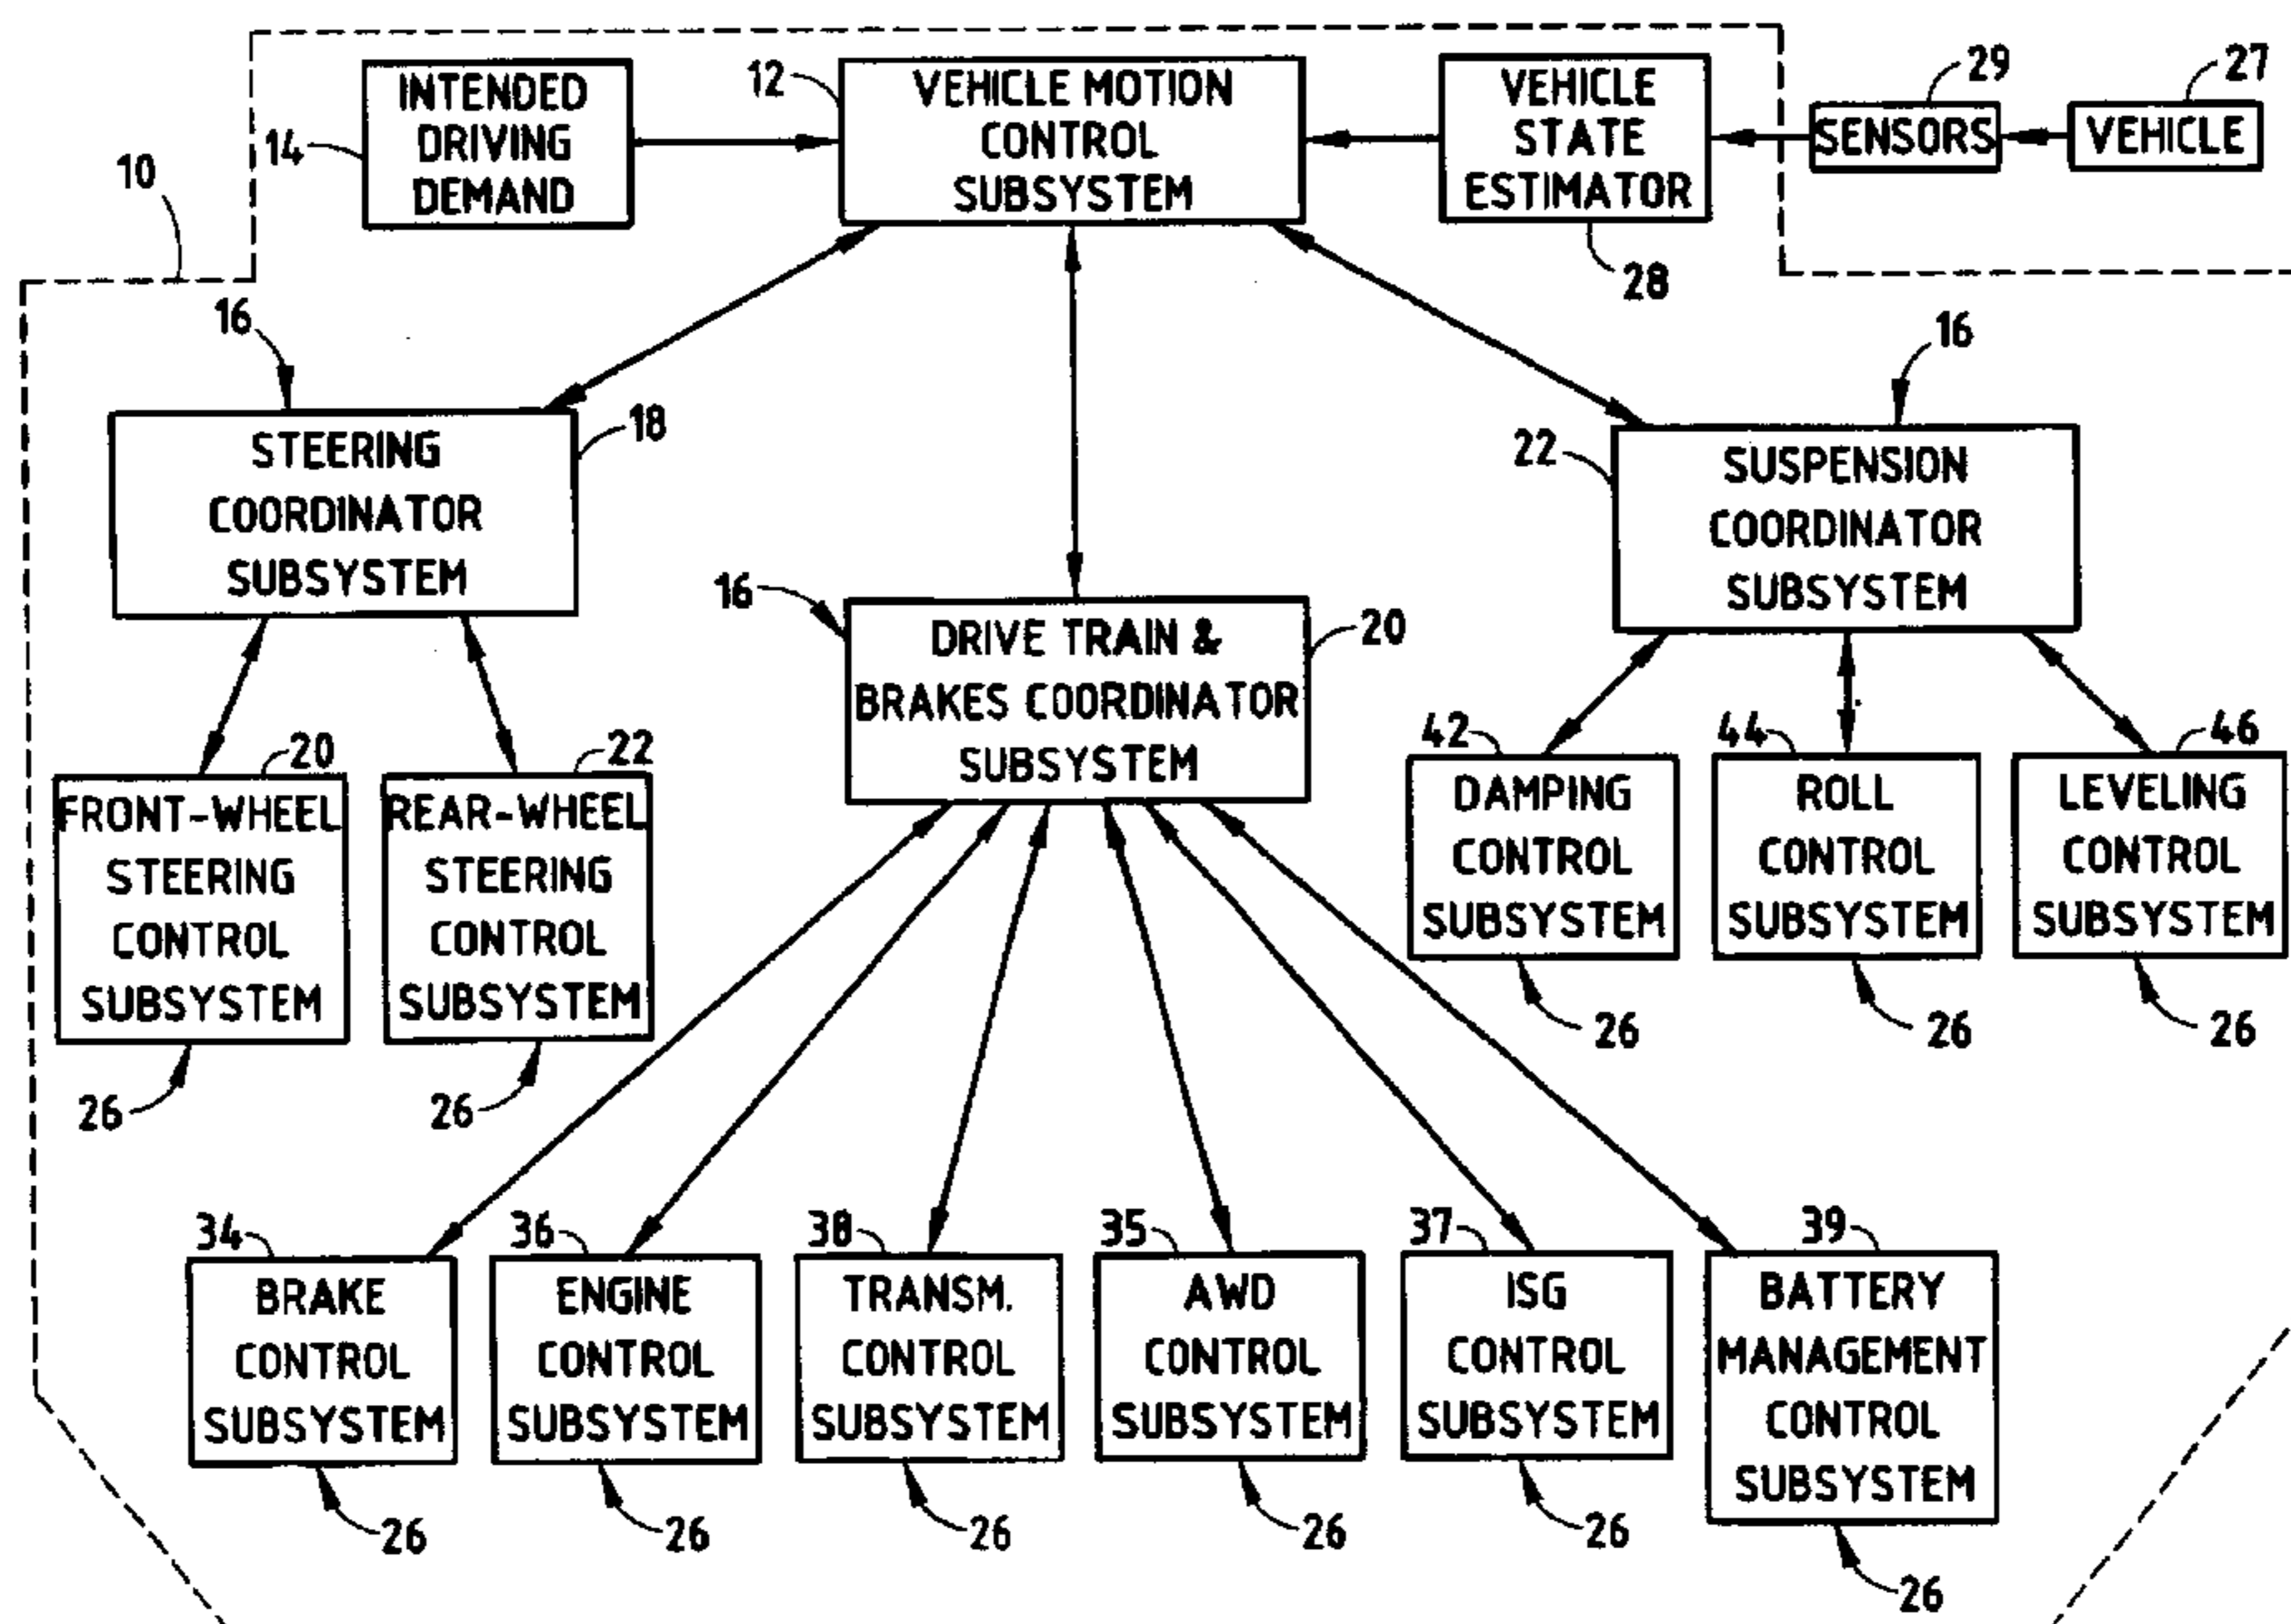 INTENDED
DRIVING
DEMAND
14
12
VEHICLE MOTION
CONTROL
SUBSYSTEM
VEHICLE
STATE
ESTIMATOR
28
29
SENSORS
27
VEHICLE
10
16
STEERING
COORDINATOR
SUBSYSTEM
18
16
DRIVE TRAIN &
BRAKES COORDINATOR
SUBSYSTEM
20
16
22
SUSPENSION
COORDINATOR
SUBSYSTEM
20
FRONT-WHEEL
STEERING
CONTROL
SUBSYSTEM
26
22
REAR-WHEEL
STEERING
CONTROL
SUBSYSTEM
26
42
DAMPING
CONTROL
SUBSYSTEM
26
44
ROLL
CONTROL
SUBSYSTEM
26
46
LEVELING
CONTROL
SUBSYSTEM
26
34
BRAKE
CONTROL
SUBSYSTEM
26
36
ENGINE
CONTROL
SUBSYSTEM
26
38
TRANSM.
CONTROL
SUBSYSTEM
26
35
AWD
CONTROL
SUBSYSTEM
26
37
ISG
CONTROL
SUBSYSTEM
26
39
BATTERY
MANAGEMENT
CONTROL
SUBSYSTEM
26